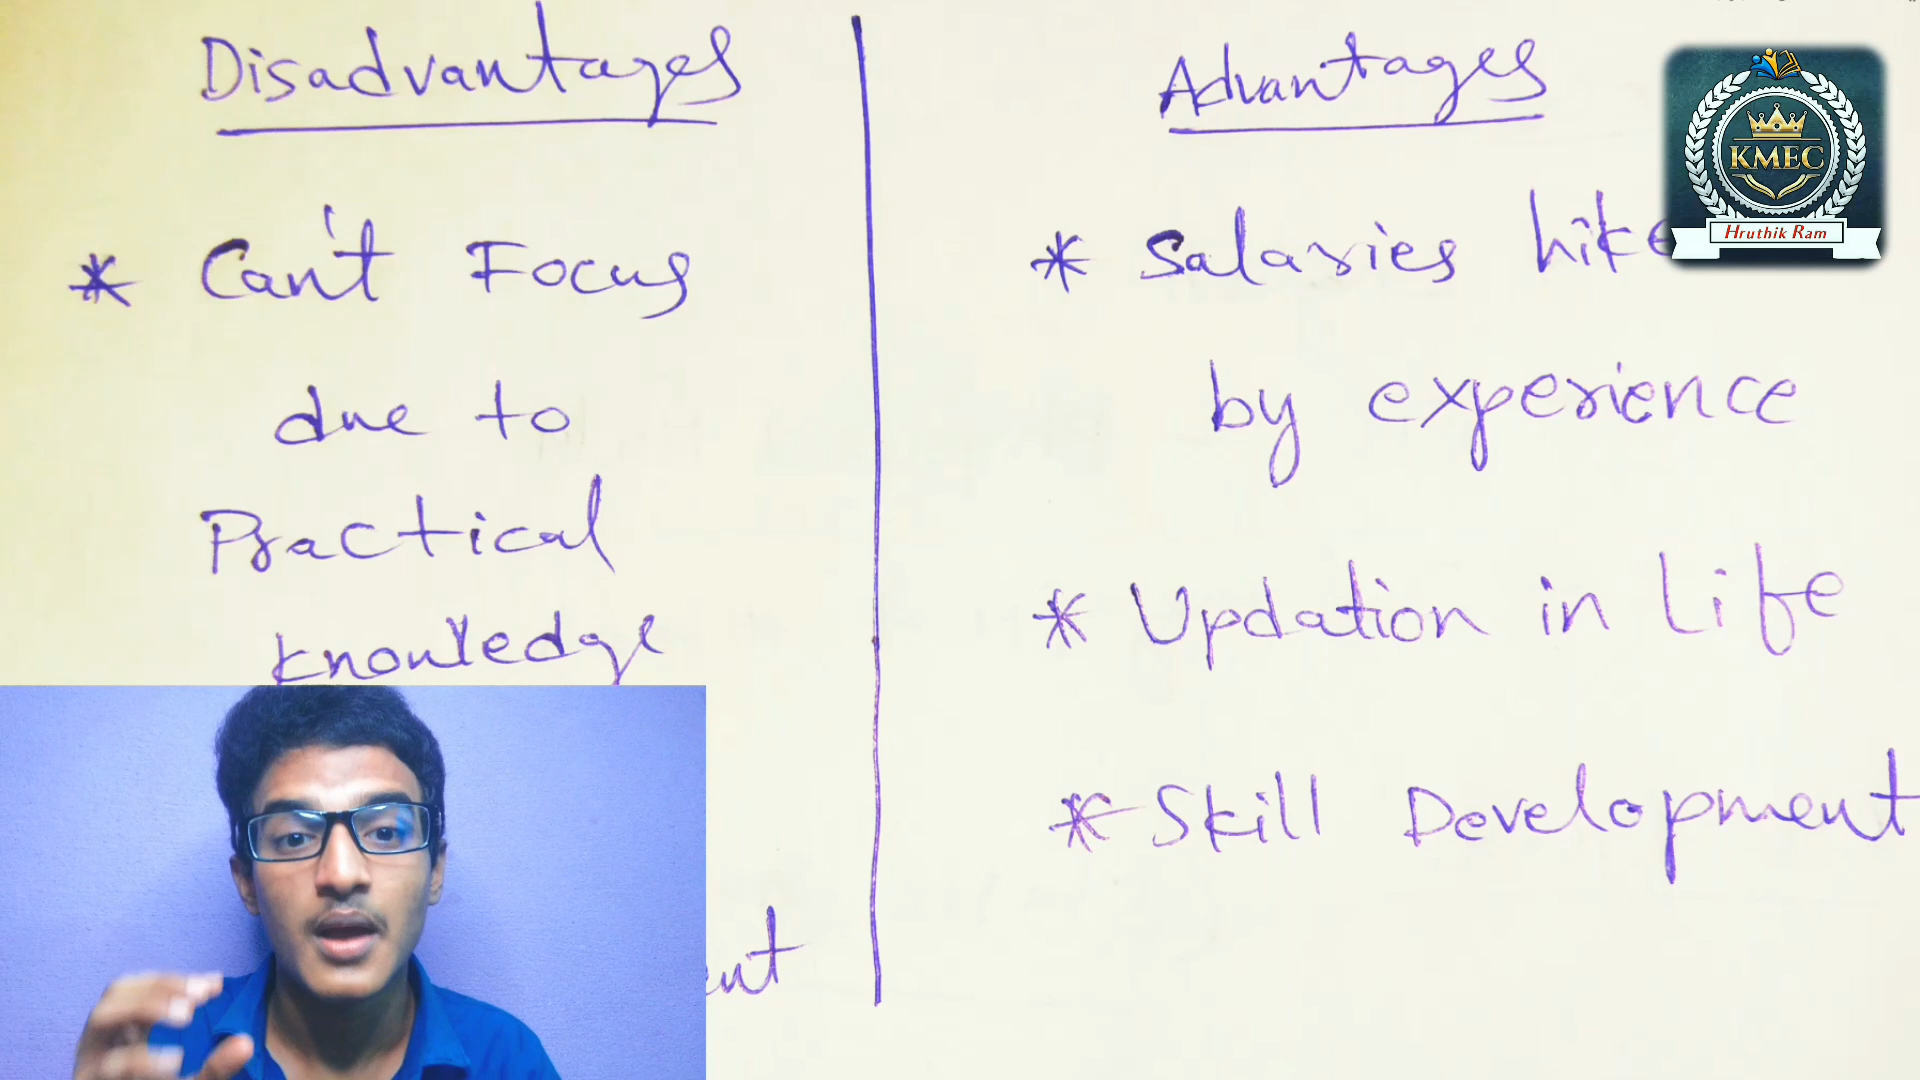 Disadvantages
* Can't Focus
due to
Practical
knowledge
Advantages
* Salaries hike
by experience
* Updation in Life
* Skill Development
KMEC
Hruthik Ram